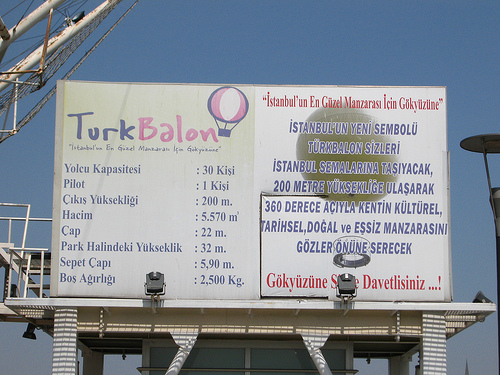 TurkBalon
"İstanbul'un En Güzel Manzarası İçin Gökyüzüne"
Yolcu Kapasitesi : 30 Kişi
Pilot : 1 Kişi
Çıkış Yüksekliği : 200 m.
Hacim : 5.570 m³
Çap : 22 m.
Park Halindeki Yükseklik : 32 m.
Sepet Çapı : 5,90 m.
Boş Ağırlığı : 2,500 Kg.
"İstanbul'un En Güzel Manzarası İçin Gökyüzüne"
İSTANBUL'UN YENİ SEMBOLÜ
TÜRKBALON SİZLERİ
İSTANBUL SEMALARINA TAŞIYACAK,
200 METRE YÜKSEKLİĞE ULAŞARAK
360 DERECE AÇIYLA KENTİN KÜLTÜREL,
TARİHSEL,DOĞAL ve EŞSİZ MANZARASINI
GÖZLER ÖNÜNE SERECEK
Gökyüzüne Davetlisiniz ...!